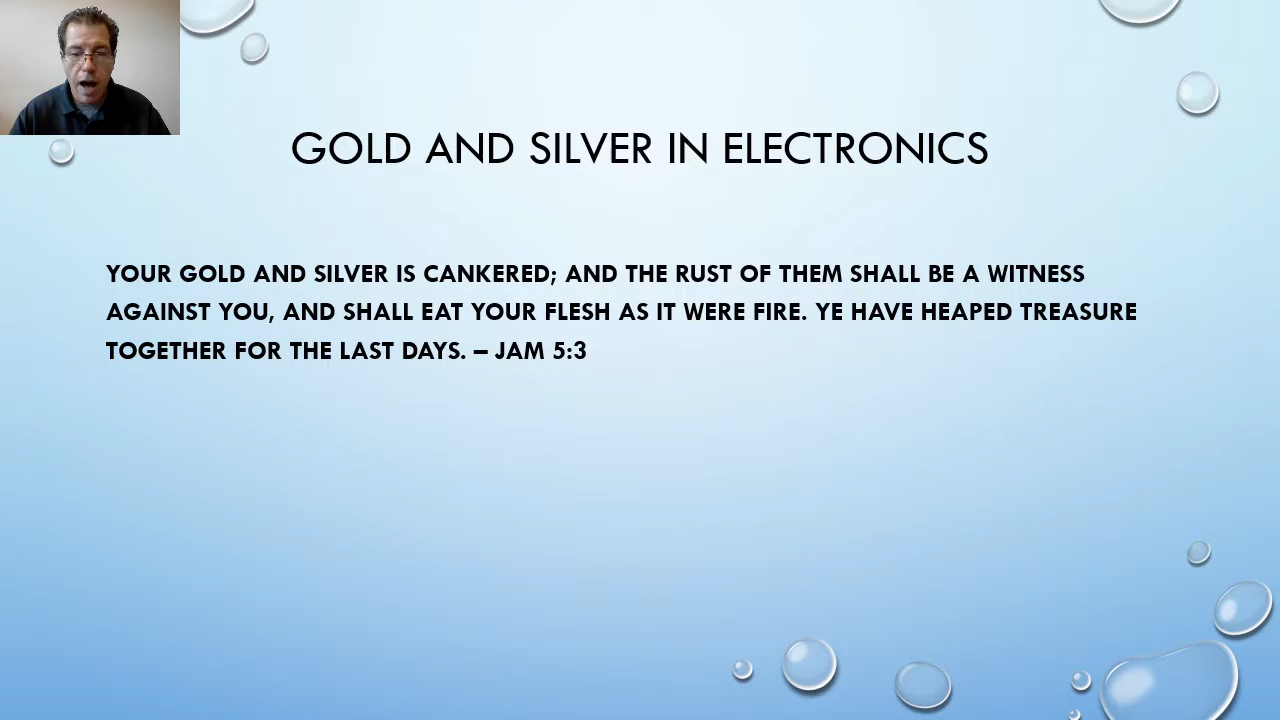 GOLD AND SILVER IN ELECTRONICS
YOUR GOLD AND SILVER IS CANKERED; AND THE RUST OF THEM SHALL BE A WITNESS
AGAINST YOU, AND SHALL EAT YOUR FLESH AS IT WERE FIRE. YE HAVE HEAPED TREASURE
TOGETHER FOR THE LAST DAYS. – JAM 5:3